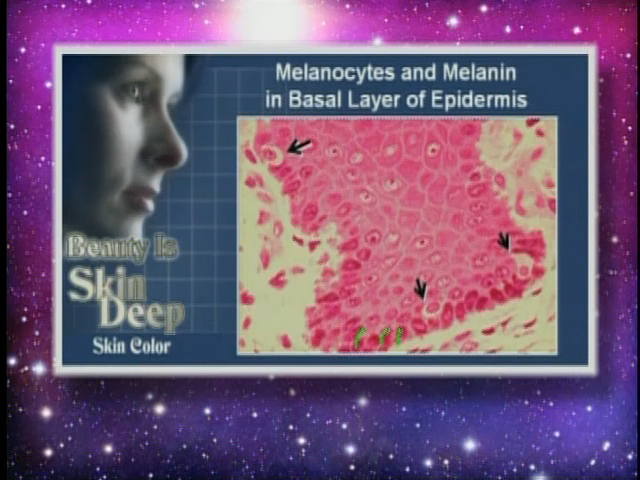 Melanocytes and Melanin
in Basal Layer of Epidermis
Beauty Is
Skin
Deep
Skin Color